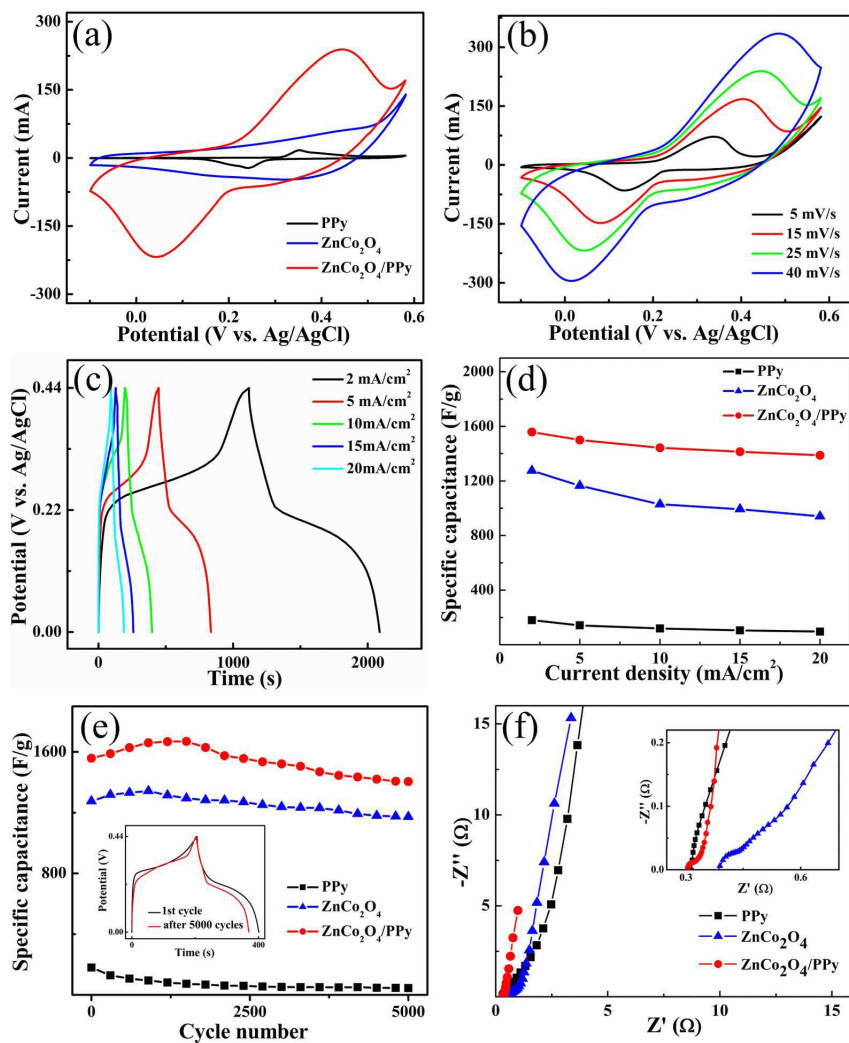 (a)
Current (mA)
300
150
0
-150
-300
PPy
ZnCo2O4
ZnCo2O4/PPy
0.0 0.2 0.4 0.6
Potential (V vs. Ag/AgCl)
(b)
Current (mA)
300
150
0
-150
-300
5 mV/s
15 mV/s
25 mV/s
40 mV/s
0.0 0.2 0.4 0.6
Potential (V vs. Ag/AgCl)
(c)
Potential (V vs. Ag/AgCl)
0.44
0.22
0.00
2 mA/cm2
5 mA/cm2
10mA/cm2
15mA/cm2
20mA/cm2
0 1000 2000
Time (s)
(d)
Specific capacitance (F/g)
2000
1600
1200
800
400
PPy
ZnCo2O4
ZnCo2O4/PPy
5 10 15 20
Current density (mA/cm2)
(e)
Specific capacitance (F/g)
1600
800
Potential (V)
0.44
0.00
1st cycle
after 5000 cycles
0 400
Time (s)
PPy
ZnCo2O4
ZnCo2O4/PPy
0 2500 5000
Cycle number
(f)
-Z'' (Ω)
15
10
5
0
-Z'' (Ω)
0.2
0.1
0.0
0.3 0.6
Z' (Ω)
PPy
ZnCo2O4
ZnCo2O4/PPy
0 5 10 15
Z' (Ω)